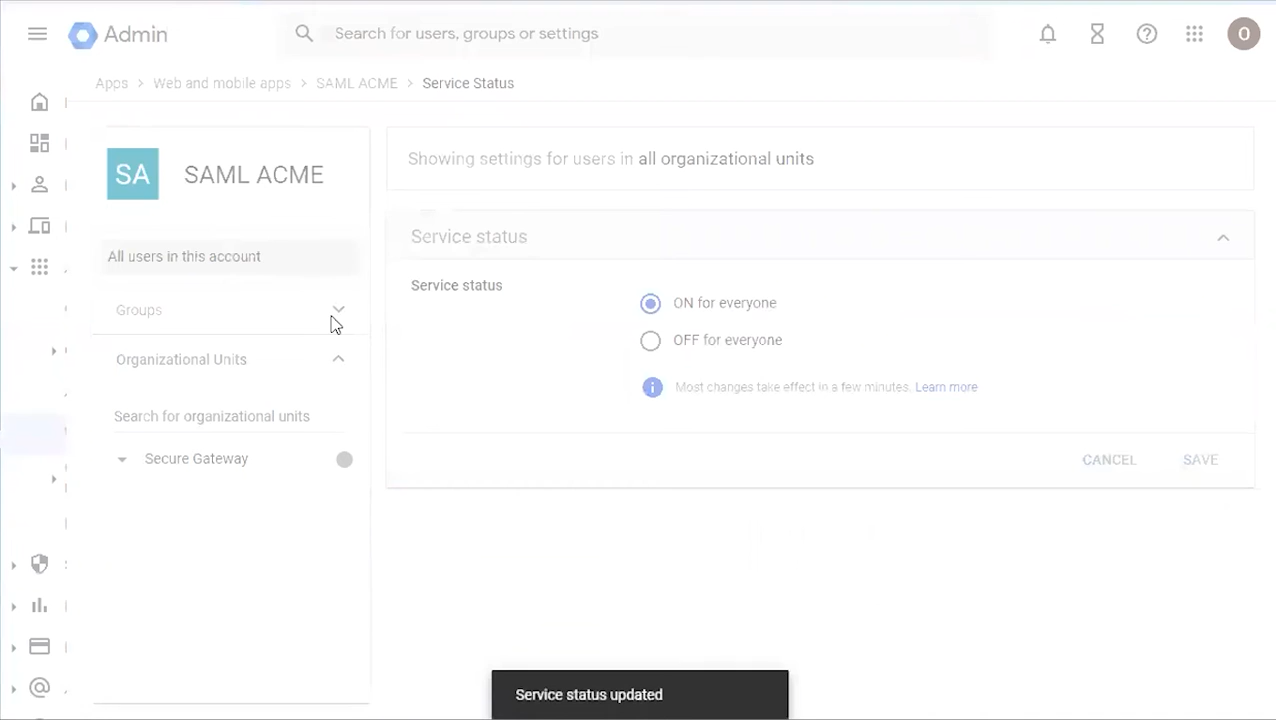 Admin
Search for users, groups or settings
O
Apps > Web and mobile apps > SAML ACME > Service Status
SA
SAML ACME
All users in this account
Groups
Organizational Units
Search for organizational units
Secure Gateway
Showing settings for users in all organizational units
Service status
Service status
ON for everyone
OFF for everyone
Most changes take effect in a few minutes. Learn more
CANCEL
SAVE
Service status updated